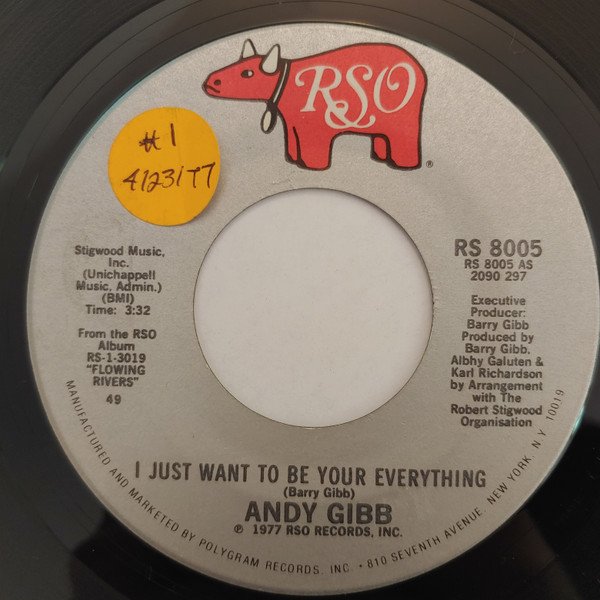 RSO
®
#1
4/23/77
Stigwood Music,
Inc.
(Unichappell
Music, Admin.)
(BMI)
Time: 3:32
From the RSO
Album
RS-1-3019
"FLOWING
RIVERS"
49
RS 8005
RS 8005 AS
2090 297
Executive
Producer:
Barry Gibb
Produced by
Barry Gibb,
Albhy Galuten &
Karl Richardson
by Arrangement
with The
Robert Stigwood
Organisation
I JUST WANT TO BE YOUR EVERYTHING
(Barry Gibb)
ANDY GIBB
℗ 1977 RSO RECORDS, INC.
MANUFACTURED AND MARKETED BY POLYGRAM RECORDS, INC. • 810 SEVENTH AVENUE, NEW YORK, N.Y. 10019